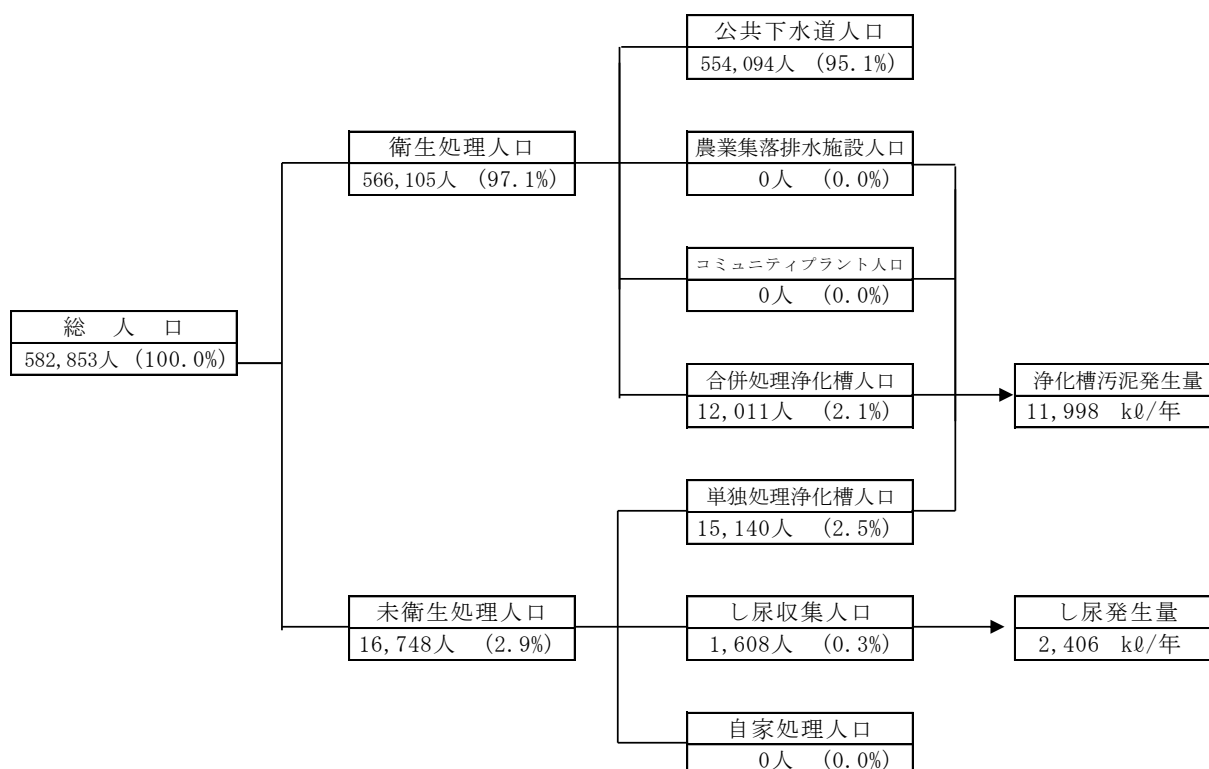 公共下水道人口
554,094人 (95.1%)
衛生処理人口
566,105人 (97.1%)
農業集落排水施設人口
0人 (0.0%)
コミュニティプラント人口
0人 (0.0%)
総 人 口
582,853人 (100.0%)
合併処理浄化槽人口
12,011人 (2.1%)
浄化槽汚泥発生量
11,998 kℓ/年
単独処理浄化槽人口
15,140人 (2.5%)
未衛生処理人口
16,748人 (2.9%)
し尿収集人口
1,608人 (0.3%)
し尿発生量
2,406 kℓ/年
自家処理人口
0人 (0.0%)